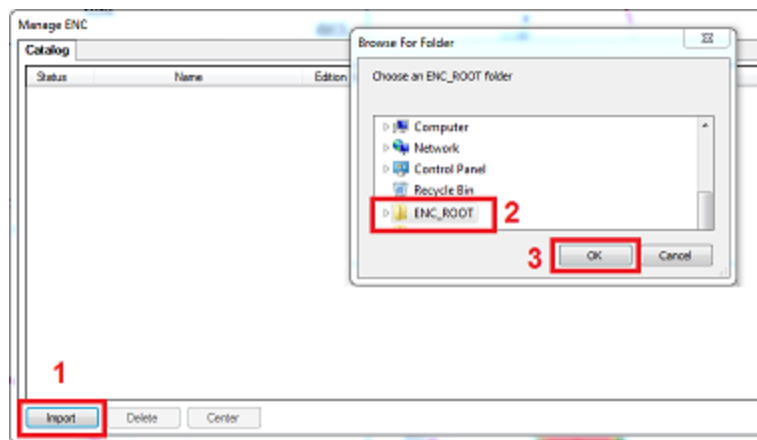 Manage ENC
Catalog
Status Name Edition
Browse For Folder
Choose an ENC_ROOT folder
Computer
Network
Control Panel
Recycle Bin
ENC_ROOT
2
3
OK Cancel
1
Import Delete Center